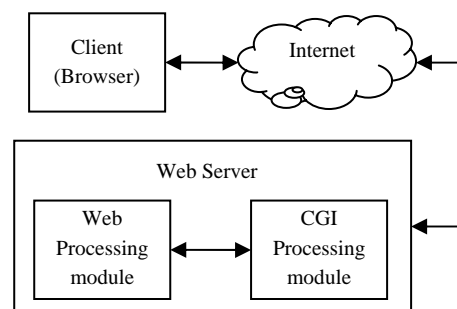 Client
(Browser)
Internet
Web Server
Web
Processing
module
CGI
Processing
module